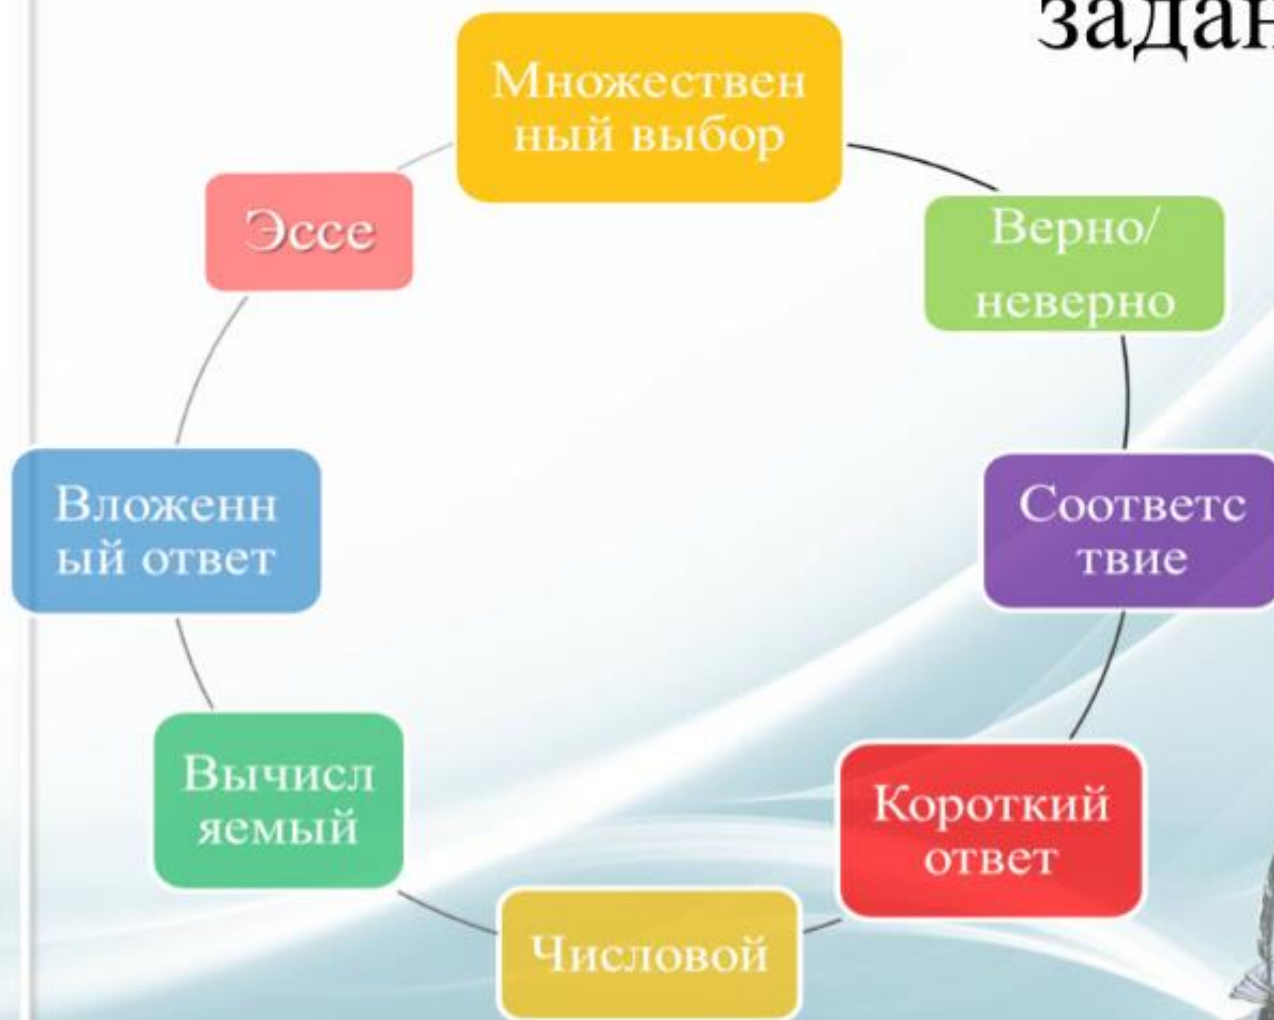 задан
Множествен
ный выбор
Верно/
неверно
Соответс
твие
Короткий
ответ
Числовой
Вычисл
яемый
Вложенн
ый ответ
Эссе